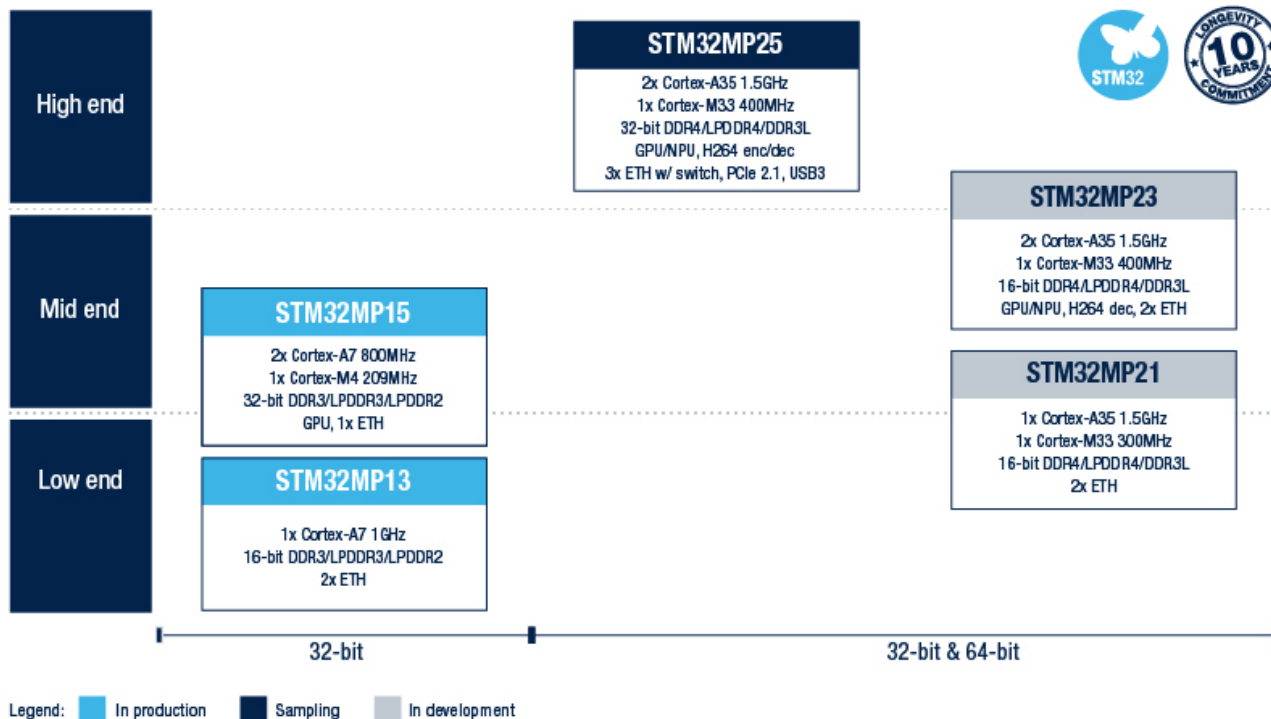 High end
STM32MP25
2x Cortex-A35 1.5GHz
1x Cortex-M33 400MHz
32-bit DDR4/LPDDR4/DDR3L
GPU/NPU, H264 enc/dec
3x ETH w/ switch, PCIe 2.1, USB3
STM32
LONGEVITY
10
YEARS
COMMITMENT
STM32MP23
2x Cortex-A35 1.5GHz
1x Cortex-M33 400MHz
16-bit DDR4/LPDDR4/DDR3L
GPU/NPU, H264 dec, 2x ETH
Mid end
STM32MP15
2x Cortex-A7 800MHz
1x Cortex-M4 209MHz
32-bit DDR3/LPDDR3/LPDDR2
GPU, 1x ETH
STM32MP21
1x Cortex-A35 1.5GHz
1x Cortex-M33 300MHz
16-bit DDR4/LPDDR4/DDR3L
2x ETH
Low end
STM32MP13
1x Cortex-A7 1GHz
16-bit DDR3/LPDDR3/LPDDR2
2x ETH
32-bit
32-bit & 64-bit
Legend:
In production
Sampling
In development